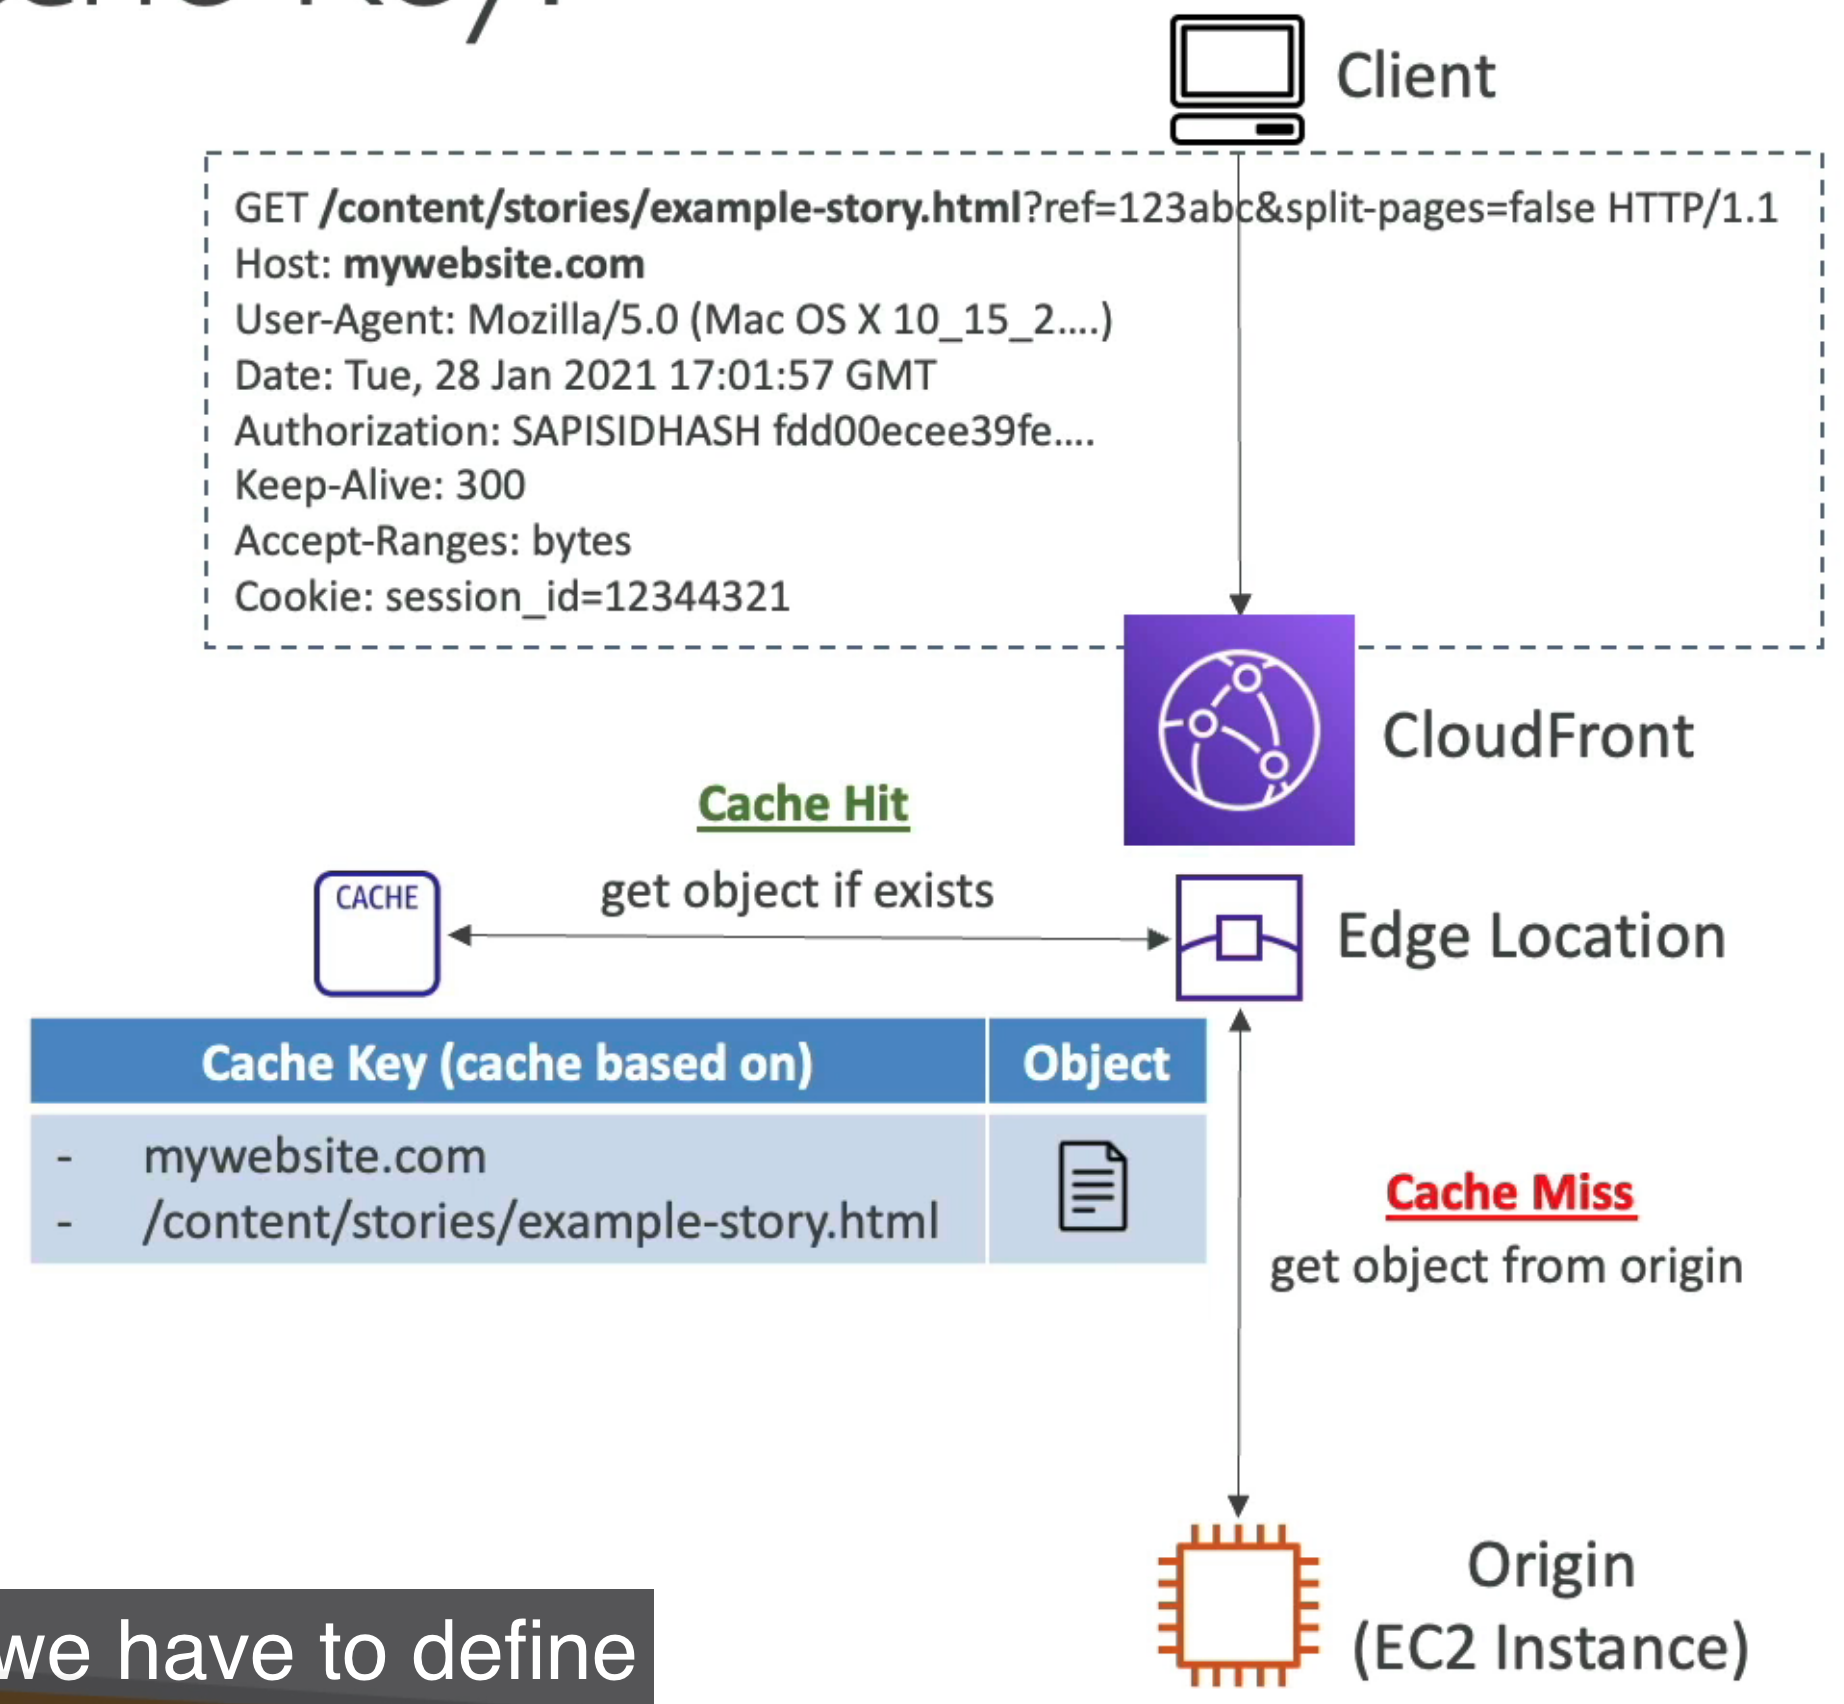 Client
GET /content/stories/example-story.html?ref=123abc&split-pages=false HTTP/1.1
Host: mywebsite.com
User-Agent: Mozilla/5.0 (Mac OS X 10_15_2....)
Date: Tue, 28 Jan 2021 17:01:57 GMT
Authorization: SAPISIDHASH fdd00ecee39fe....
Keep-Alive: 300
Accept-Ranges: bytes
Cookie: session_id=12344321
CloudFront
Cache Hit
get object if exists
CACHE
Edge Location
Cache Key (cache based on) Object
- mywebsite.com
- /content/stories/example-story.html
Cache Miss
get object from origin
Origin
(EC2 Instance)
we have to define